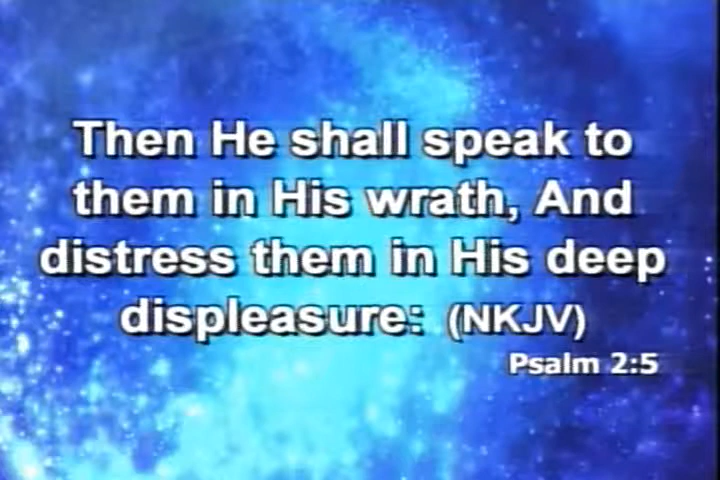 Then He shall speak to
them in His wrath, And
distress them in His deep
displeasure: (NKJV)
Psalm 2:5